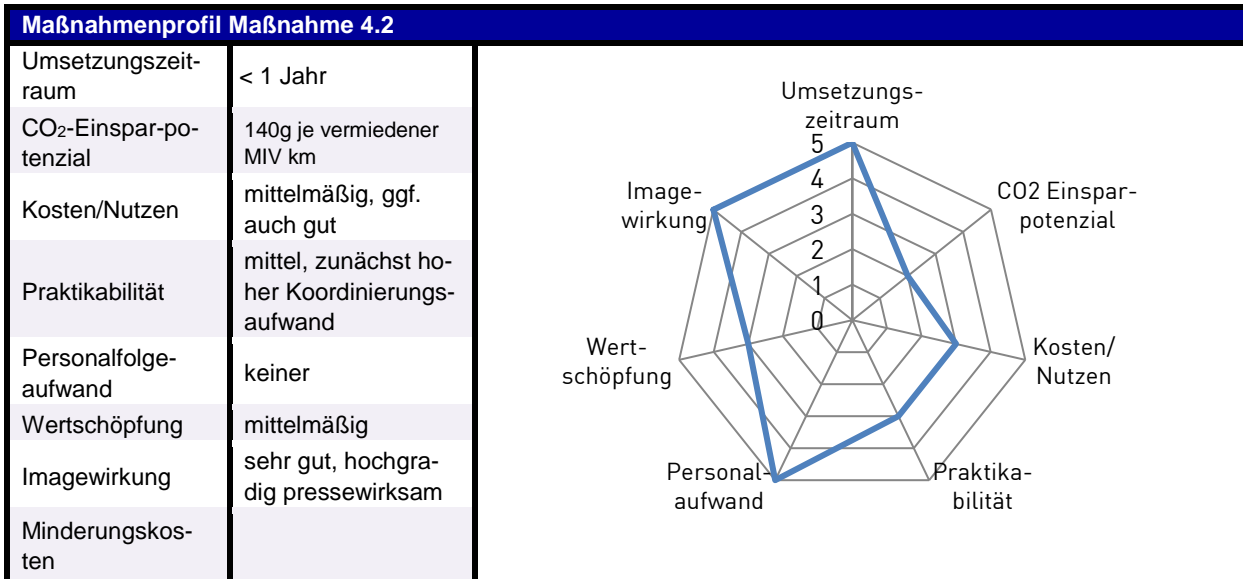 Maßnahmenprofil Maßnahme 4.2
Umsetzungszeit-
raum
< 1 Jahr
CO2-Einspar-po-
tenzial
140g je vermiedener
MIV km
Kosten/Nutzen
mittelmäßig, ggf.
auch gut
Praktikabilität
mittel, zunächst ho-
her Koordinierungs-
aufwand
Personalfolge-
aufwand
keiner
Wertschöpfung
mittelmäßig
Imagewirkung
sehr gut, hochgra-
dig pressewirksam
Minderungskos-
ten
Umsetzungs-
zeitraum
CO2 Einspar-
potenzial
Kosten/
Nutzen
Praktika-
bilität
Personal-
aufwand
Wert-
schöpfung
Image-
wirkung
5
4
3
2
1
0